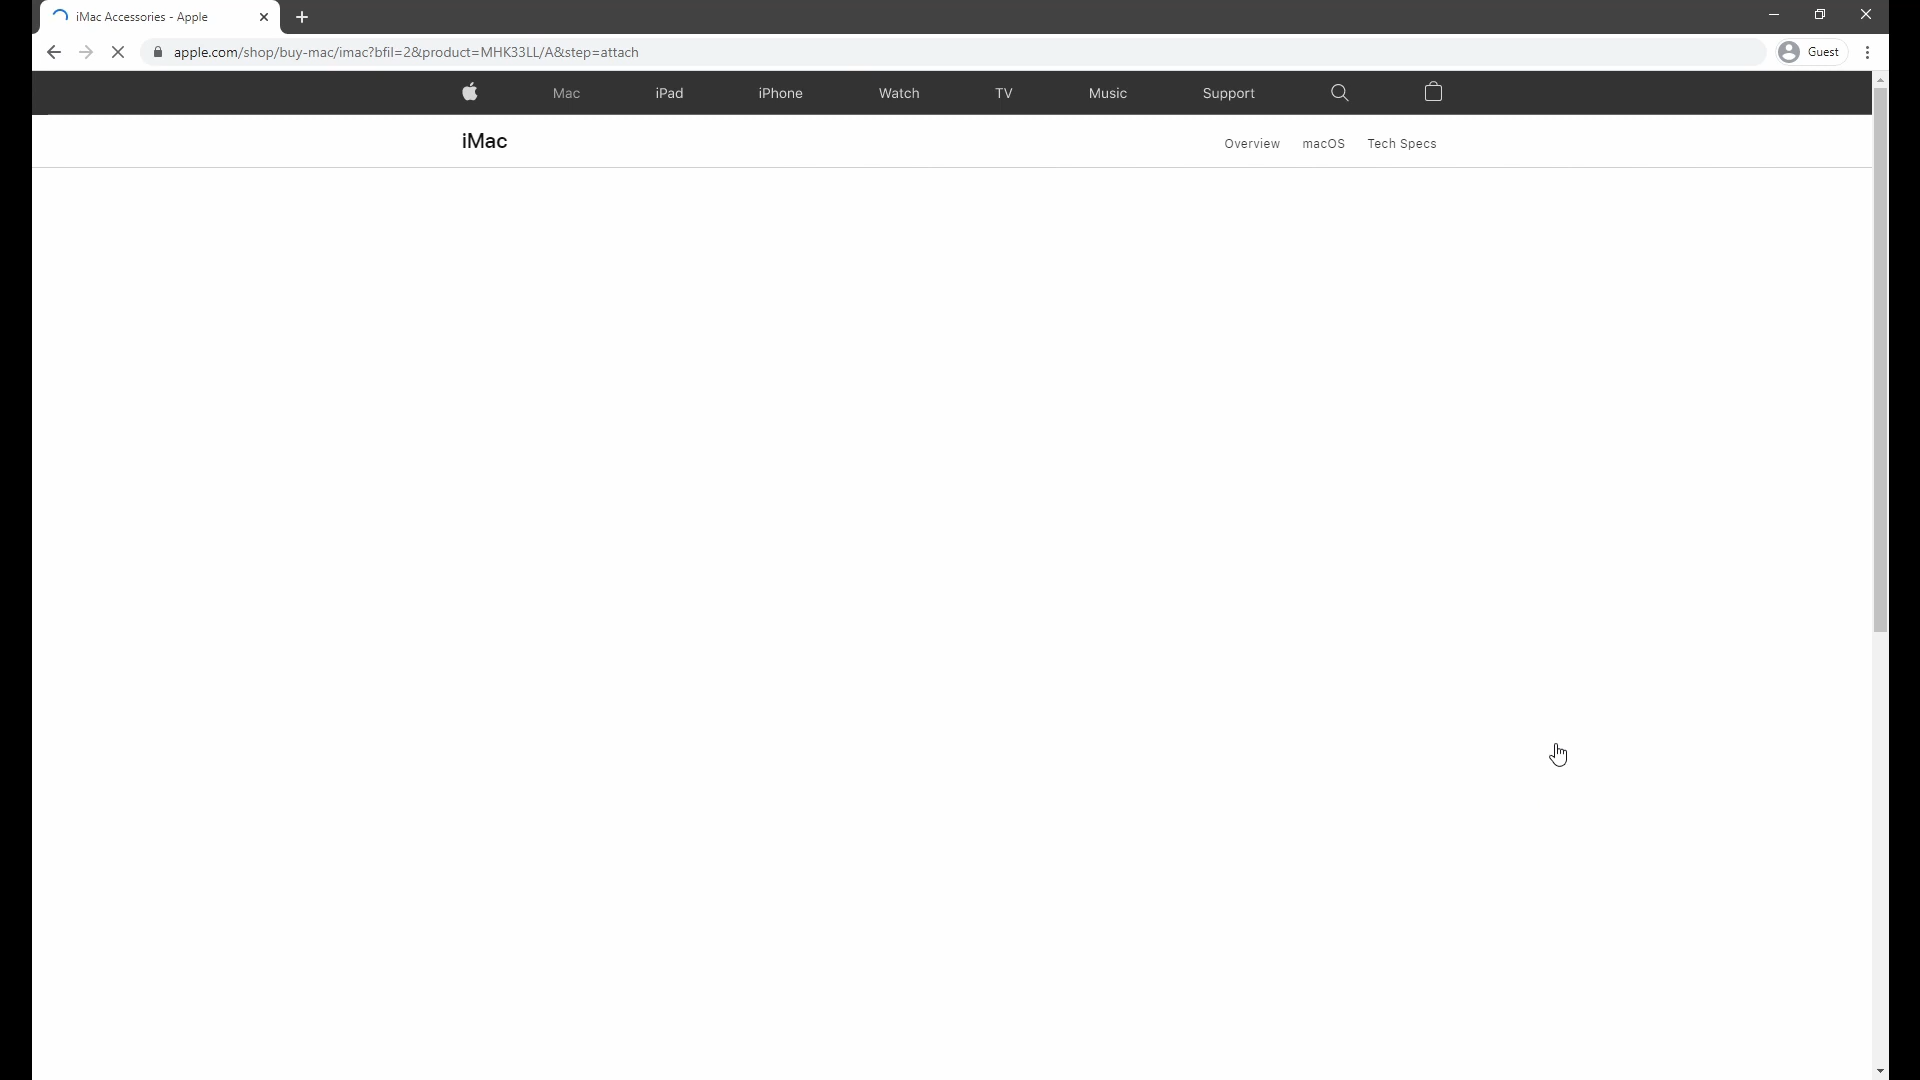 iMac Accessories - Apple
apple.com/shop/buy-mac/imac?bfil=2&product=MHK33LL/A&step=attach
Guest
Mac iPad iPhone Watch TV Music Support
iMac
Overview macOS Tech Specs